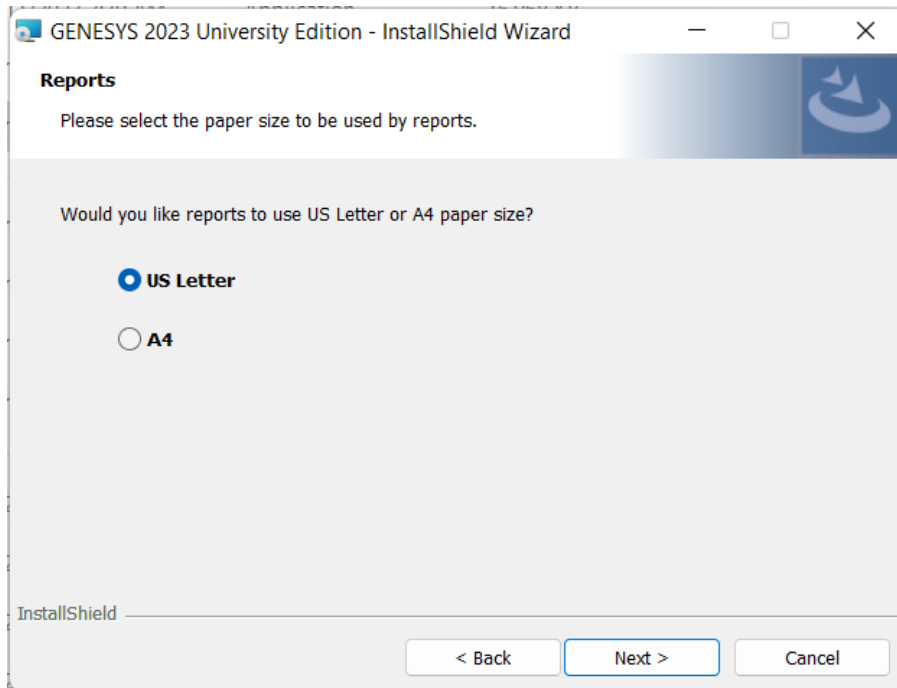 GENESYS 2023 University Edition - InstallShield Wizard
Reports
Please select the paper size to be used by reports.
Would you like reports to use US Letter or A4 paper size?
US Letter
A4
InstallShield
< Back
Next >
Cancel